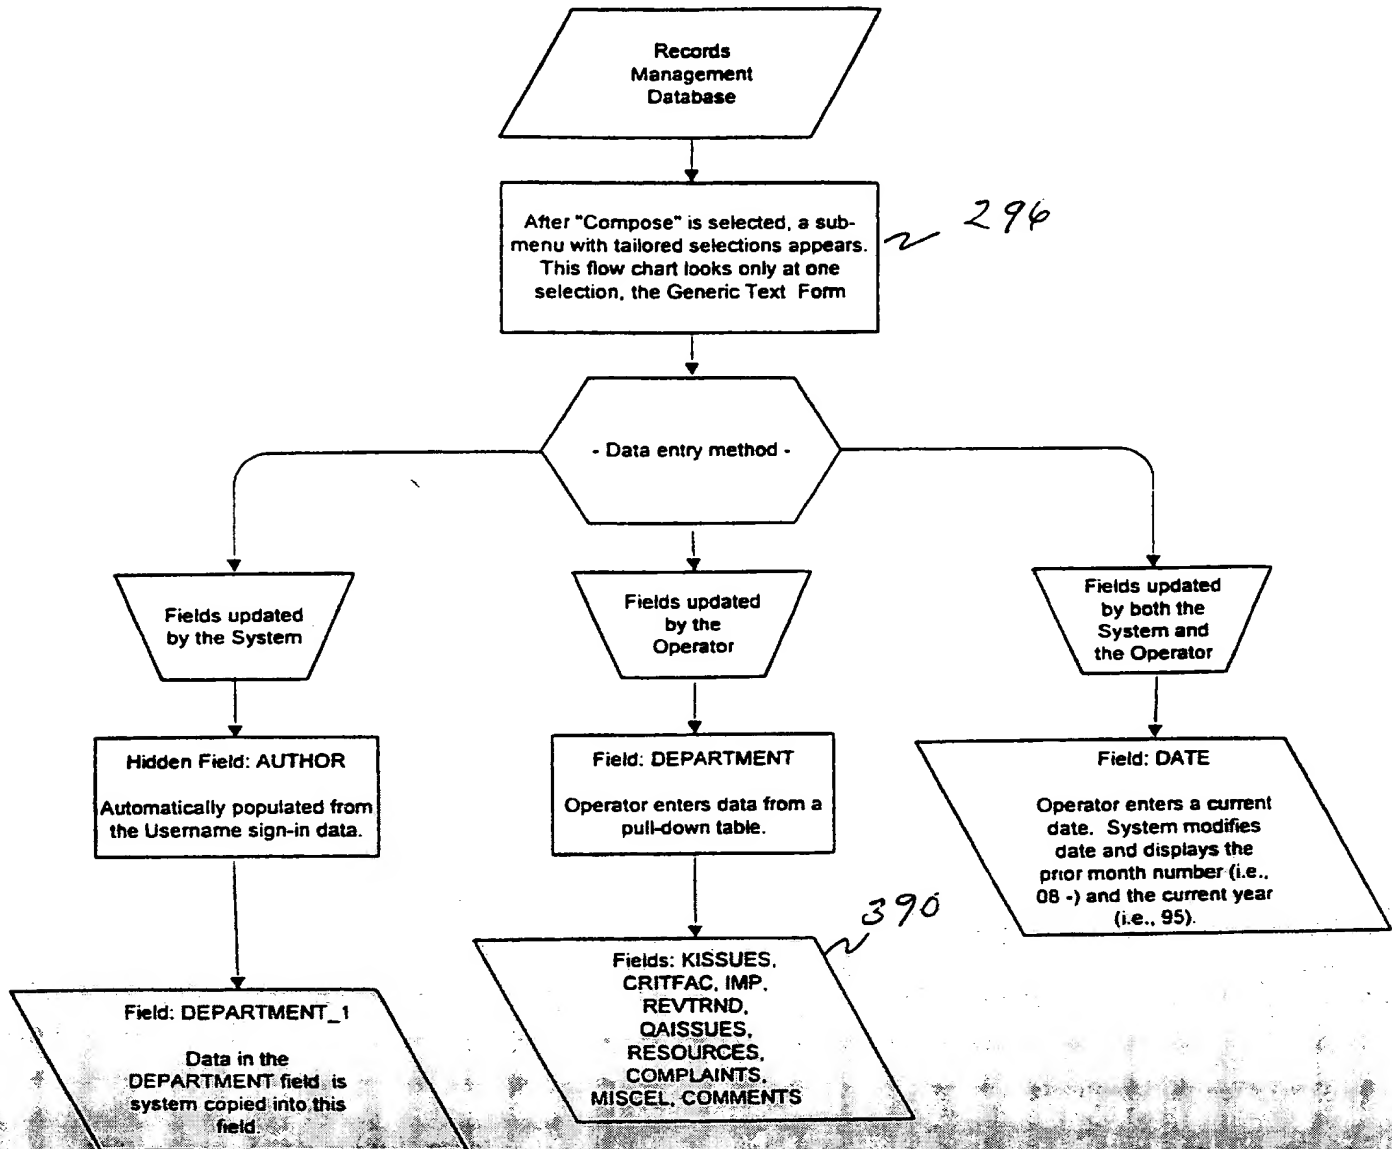 Records
Management
Database
After "Compose" is selected, a sub-
menu with tailored selections appears.
This flow chart looks only at one
selection, the Generic Text Form
296
- Data entry method -
Fields updated
by the System
Fields updated
by the
Operator
Fields updated
by both the
System and
the Operator
Hidden Field: AUTHOR
Automatically populated from
the Username sign-in data.
Field: DEPARTMENT
Operator enters data from a
pull-down table.
Field: DATE
Operator enters a current
date. System modifies
date and displays the
prior month number (i.e.,
08 -) and the current year
(i.e., 95).
390
Field: DEPARTMENT_1
Data in the
DEPARTMENT field is
system copied into this
field
Fields: KISSUES,
CRITFAC, IMP,
REVTRND,
QAISSUES,
RESOURCES,
COMPLAINTS,
MISCEL, COMMENTS